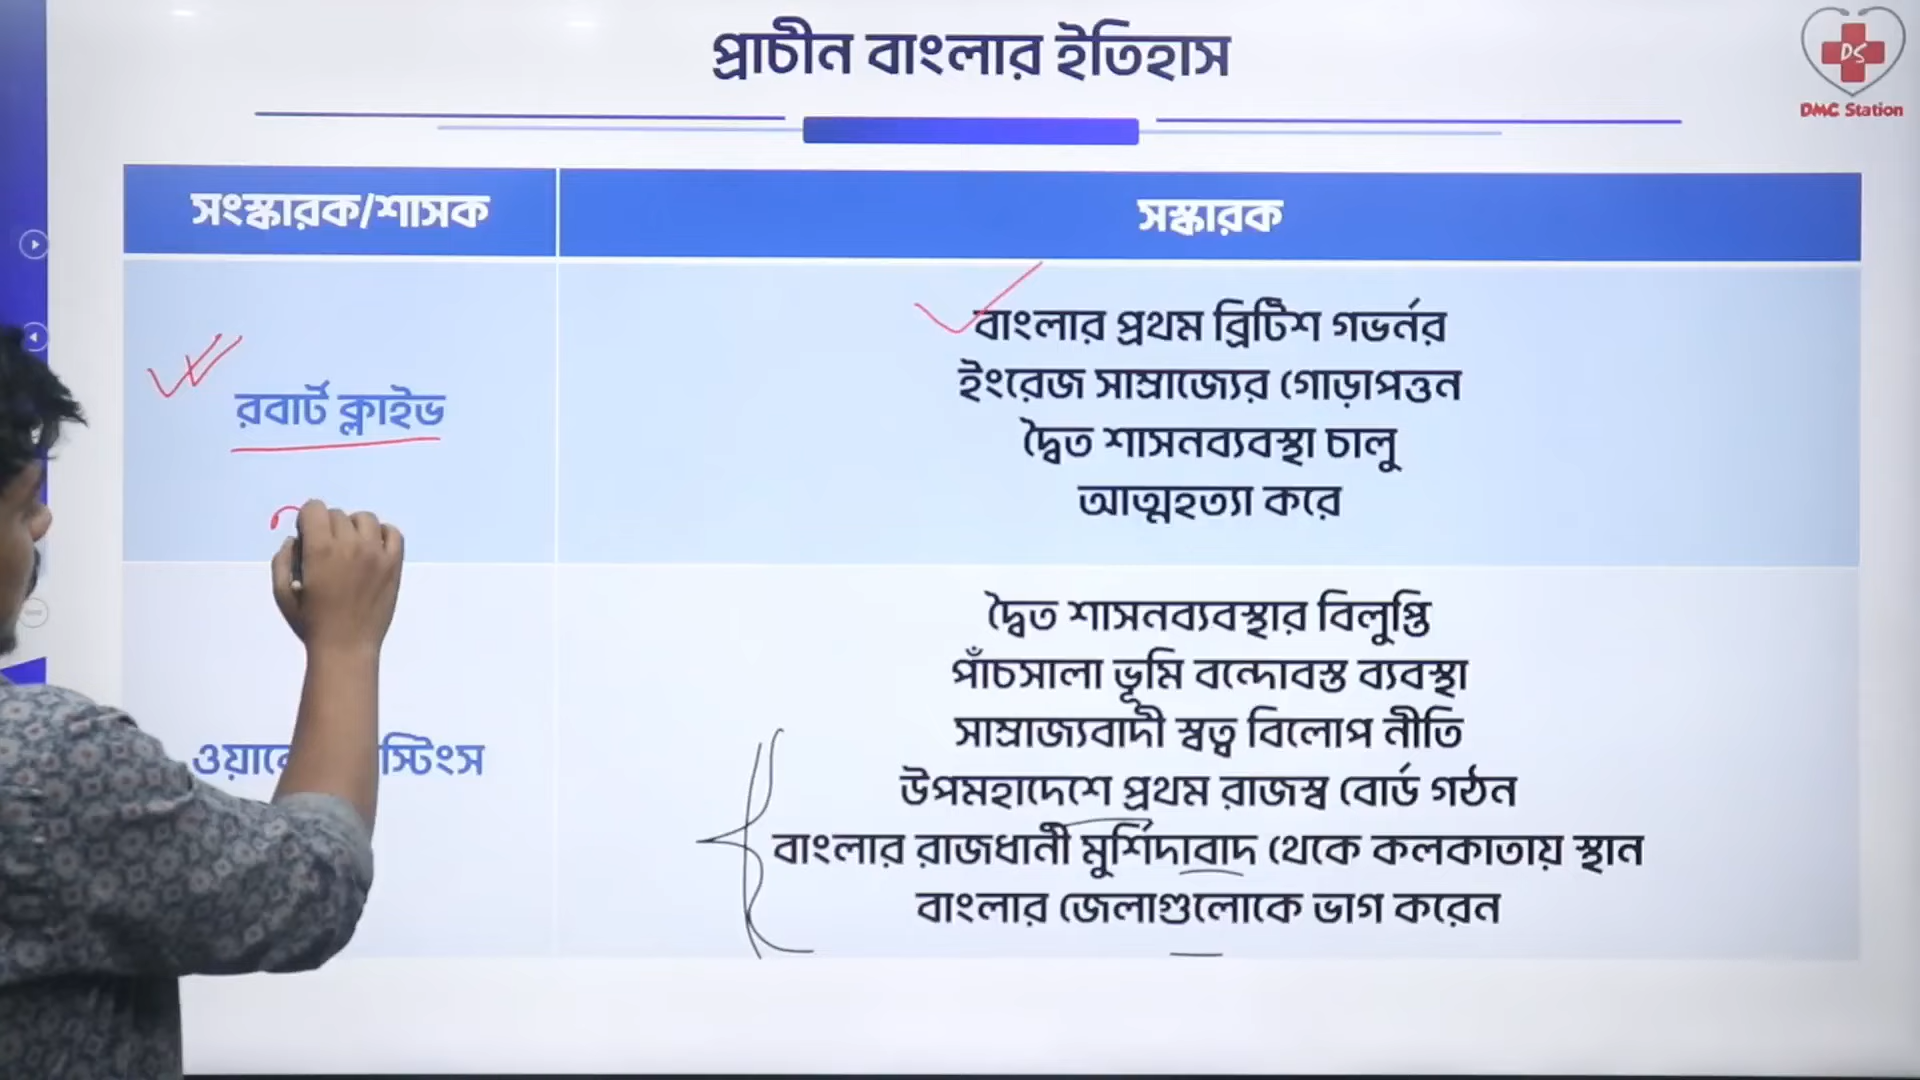 প্রাচীন বাংলার ইতিহাস
DS
DMC Station
সংস্কারক/শাসক
সস্কারক
রবার্ট ক্লাইভ
বাংলার প্রথম ব্রিটিশ গভর্নর
ইংরেজ সাম্রাজ্যের গোড়াপত্তন
দ্বৈত শাসনব্যবস্থা চালু
আত্মহত্যা করে
দ্বৈত শাসনব্যবস্থার বিলুপ্তি
পাঁচসালা ভূমি বন্দোবস্ত ব্যবস্থা
সাম্রাজ্যবাদী স্বত্ব বিলোপ নীতি
উপমহাদেশে প্রথম রাজস্ব বোর্ড গঠন
বাংলার রাজধানী মুর্শিদাবাদ থেকে কলকাতায় স্থান
বাংলার জেলাগুলোকে ভাগ করেন